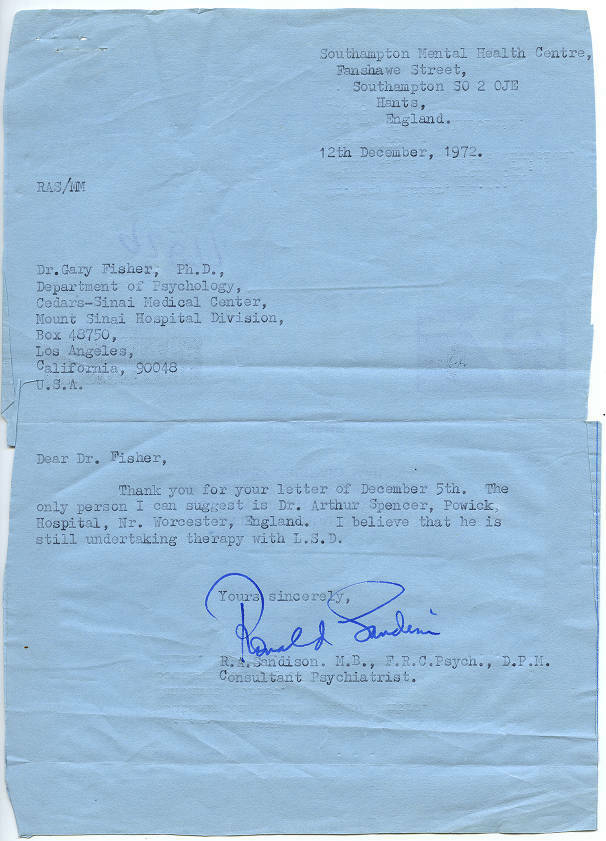 Southampton Mental Health Centre,
Fanshawe Street,
Southampton SO 2 OJE
Hants,
England.
12th December, 1972.
RAS/MM
Dr.Gary Fisher, Ph.D.,
Department of Psychology,
Cedars-Sinai Medical Center,
Mount Sinai Hospital Division,
Box 48750,
Los Angeles,
California, 90048
U.S.A.
Dear Dr. Fisher,
Thank you for your letter of December 5th. The
only person I can suggest is Dr. Arthur Spencer, Powick,
Hospital, Nr. Worcester, England. I believe that he is
still undertaking therapy with L.S.D.
Yours sincerely,
Ronald Sandison
R.A.Sandison. M.B., F.R.C.Psych., D.P.M.
Consultant Psychiatrist.